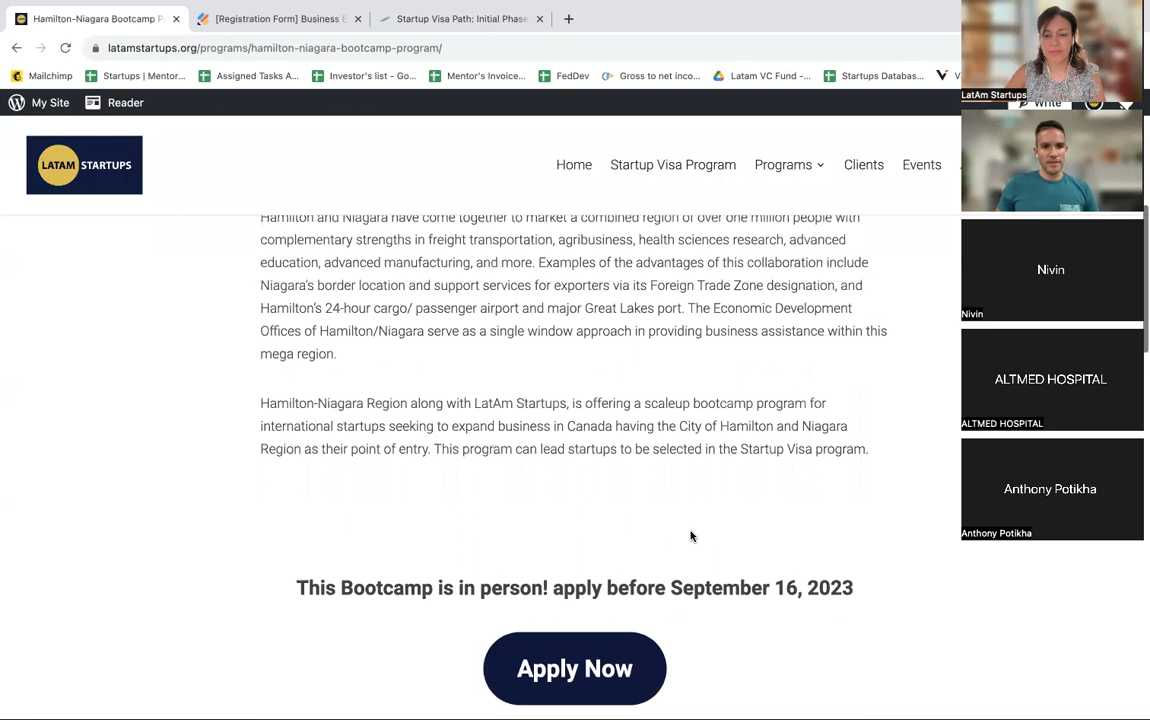 Hamilton-Niagara Bootcamp P
[Registration Form] Business E
Startup Visa Path: Initial Phase
latamstartups.org/programs/hamilton-niagara-bootcamp-program/
Mailchimp
Startups | Mentor...
Assigned Tasks A...
Investor's list - Go...
Mentor's Invoice...
FedDev
Gross to net inco...
Latam VC Fund -...
Startups Databas...
My Site
Reader
Write
LATAM STARTUPS
Home
Startup Visa Program
Programs
Clients
Events
Hamilton and Niagara have come together to market a combined region of over one million people with
complementary strengths in freight transportation, agribusiness, health sciences research, advanced
education, advanced manufacturing, and more. Examples of the advantages of this collaboration include
Niagara's border location and support services for exporters via its Foreign Trade Zone designation, and
Hamilton's 24-hour cargo/ passenger airport and major Great Lakes port. The Economic Development
Offices of Hamilton/Niagara serve as a single window approach in providing business assistance within this
mega region.
Hamilton-Niagara Region along with LatAm Startups, is offering a scaleup bootcamp program for
international startups seeking to expand business in Canada having the City of Hamilton and Niagara
Region as their point of entry. This program can lead startups to be selected in the Startup Visa program.
This Bootcamp is in person! apply before September 16, 2023
Apply Now
LatAm Startups
Nivin
Nivin
ALTMED HOSPITAL
ALTMED HOSPITAL
Anthony Potikha
Anthony Potikha